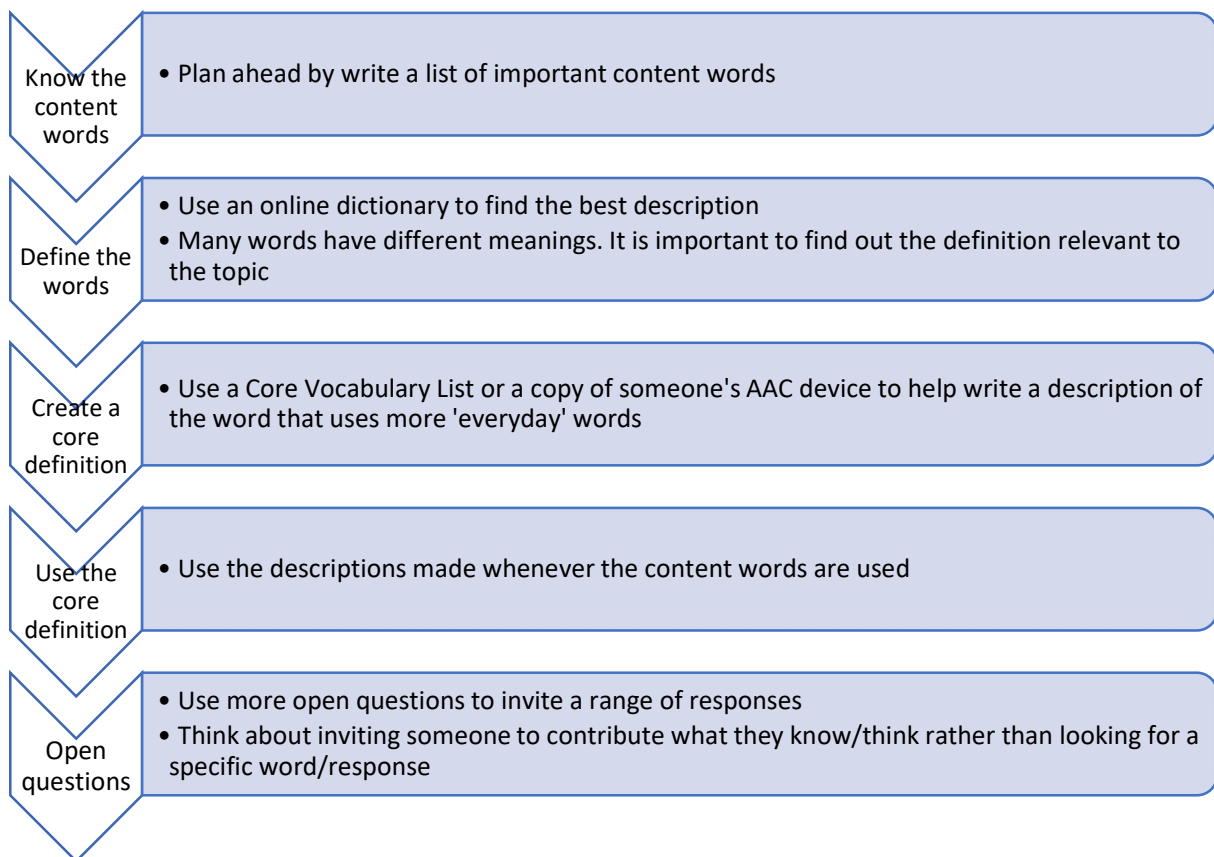 Know the
content
words
• Plan ahead by write a list of important content words
Define the
words
• Use an online dictionary to find the best description
• Many words have different meanings. It is important to find out the definition relevant to
the topic
Create a
core
definition
• Use a Core Vocabulary List or a copy of someone's AAC device to help write a description of
the word that uses more 'everyday' words
Use the
core
definition
• Use the descriptions made whenever the content words are used
Open
questions
• Use more open questions to invite a range of responses
• Think about inviting someone to contribute what they know/think rather than looking for a
specific word/response